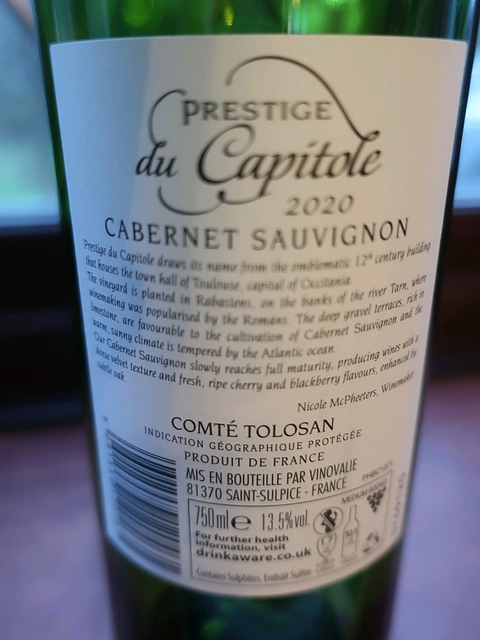 PRESTIGE
du Capitole
2020
CABERNET SAUVIGNON
Prestige du Capitole draws its name from the emblematic 12th century building
that houses the town hall of Toulouse, capital of Occitania.
The vineyard is planted in Rabastens, on the banks of the river Tarn, where
winemaking was popularised by the Romans. The deep gravel terraces, rich in
limestone, are favourable to the cultivation of Cabernet Sauvignon and the
warm, sunny climate is tempered by the Atlantic ocean.
Our Cabernet Sauvignon slowly reaches full maturity, producing wines with a
dense velvet texture and fresh, ripe cherry and blackberry flavours, enhanced by
subtle oak.
Nicole McPheeters, Winemaker
COMTÉ TOLOSAN
INDICATION GÉOGRAPHIQUE PROTÉGÉE
PRODUIT DE FRANCE
MIS EN BOUTEILLE PAR VINOVALIE
81370 SAINT-SULPICE - FRANCE
750ml e 13.5%vol.
For further health
information, visit
drinkaware.co.uk
Contains Sulphites, Enthält Sulfite